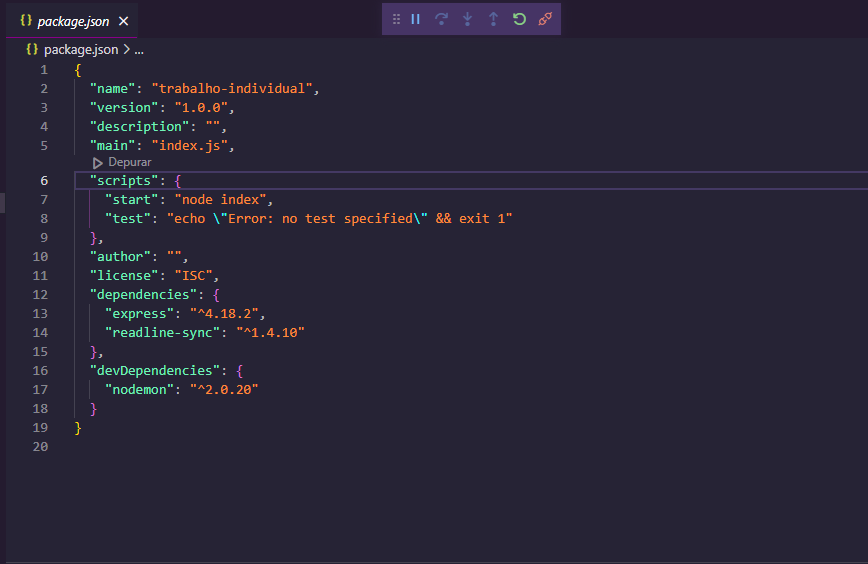 {} package.json ×
{} package.json > ...
1 {
2 "name": "trabalho-individual",
3 "version": "1.0.0",
4 "description": "",
5 "main": "index.js",
Depurar
6 "scripts": {
7 "start": "node index",
8 "test": "echo \"Error: no test specified\" && exit 1"
9 },
10 "author": "",
11 "license": "ISC",
12 "dependencies": {
13 "express": "^4.18.2",
14 "readline-sync": "^1.4.10"
15 },
16 "devDependencies": {
17 "nodemon": "^2.0.20"
18 }
19 }
20